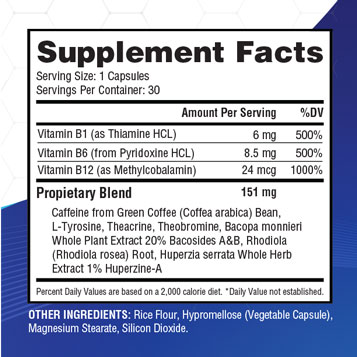 Supplement Facts
Serving Size: 1 Capsules
Servings Per Container: 30
Amount Per Serving %DV
Vitamin B1 (as Thiamine HCL) 6 mg 500%
Vitamin B6 (from Pyridoxine HCL) 8.5 mg 500%
Vitamin B12 (as Methylcobalamin) 24 mcg 1000%
Propietary Blend 151 mg
Caffeine from Green Coffee (Coffea arabica) Bean,
L-Tyrosine, Theacrine, Theobromine, Bacopa monnieri
Whole Plant Extract 20% Bacosides A&B, Rhodiola
(Rhodiola rosea) Root, Huperzia serrata Whole Herb
Extract 1% Huperzine-A
Percent Daily Values are based on a 2,000 calorie diet. *Daily Value not established.
OTHER INGREDIENTS: Rice Flour, Hypromellose (Vegetable Capsule),
Magnesium Stearate, Silicon Dioxide.